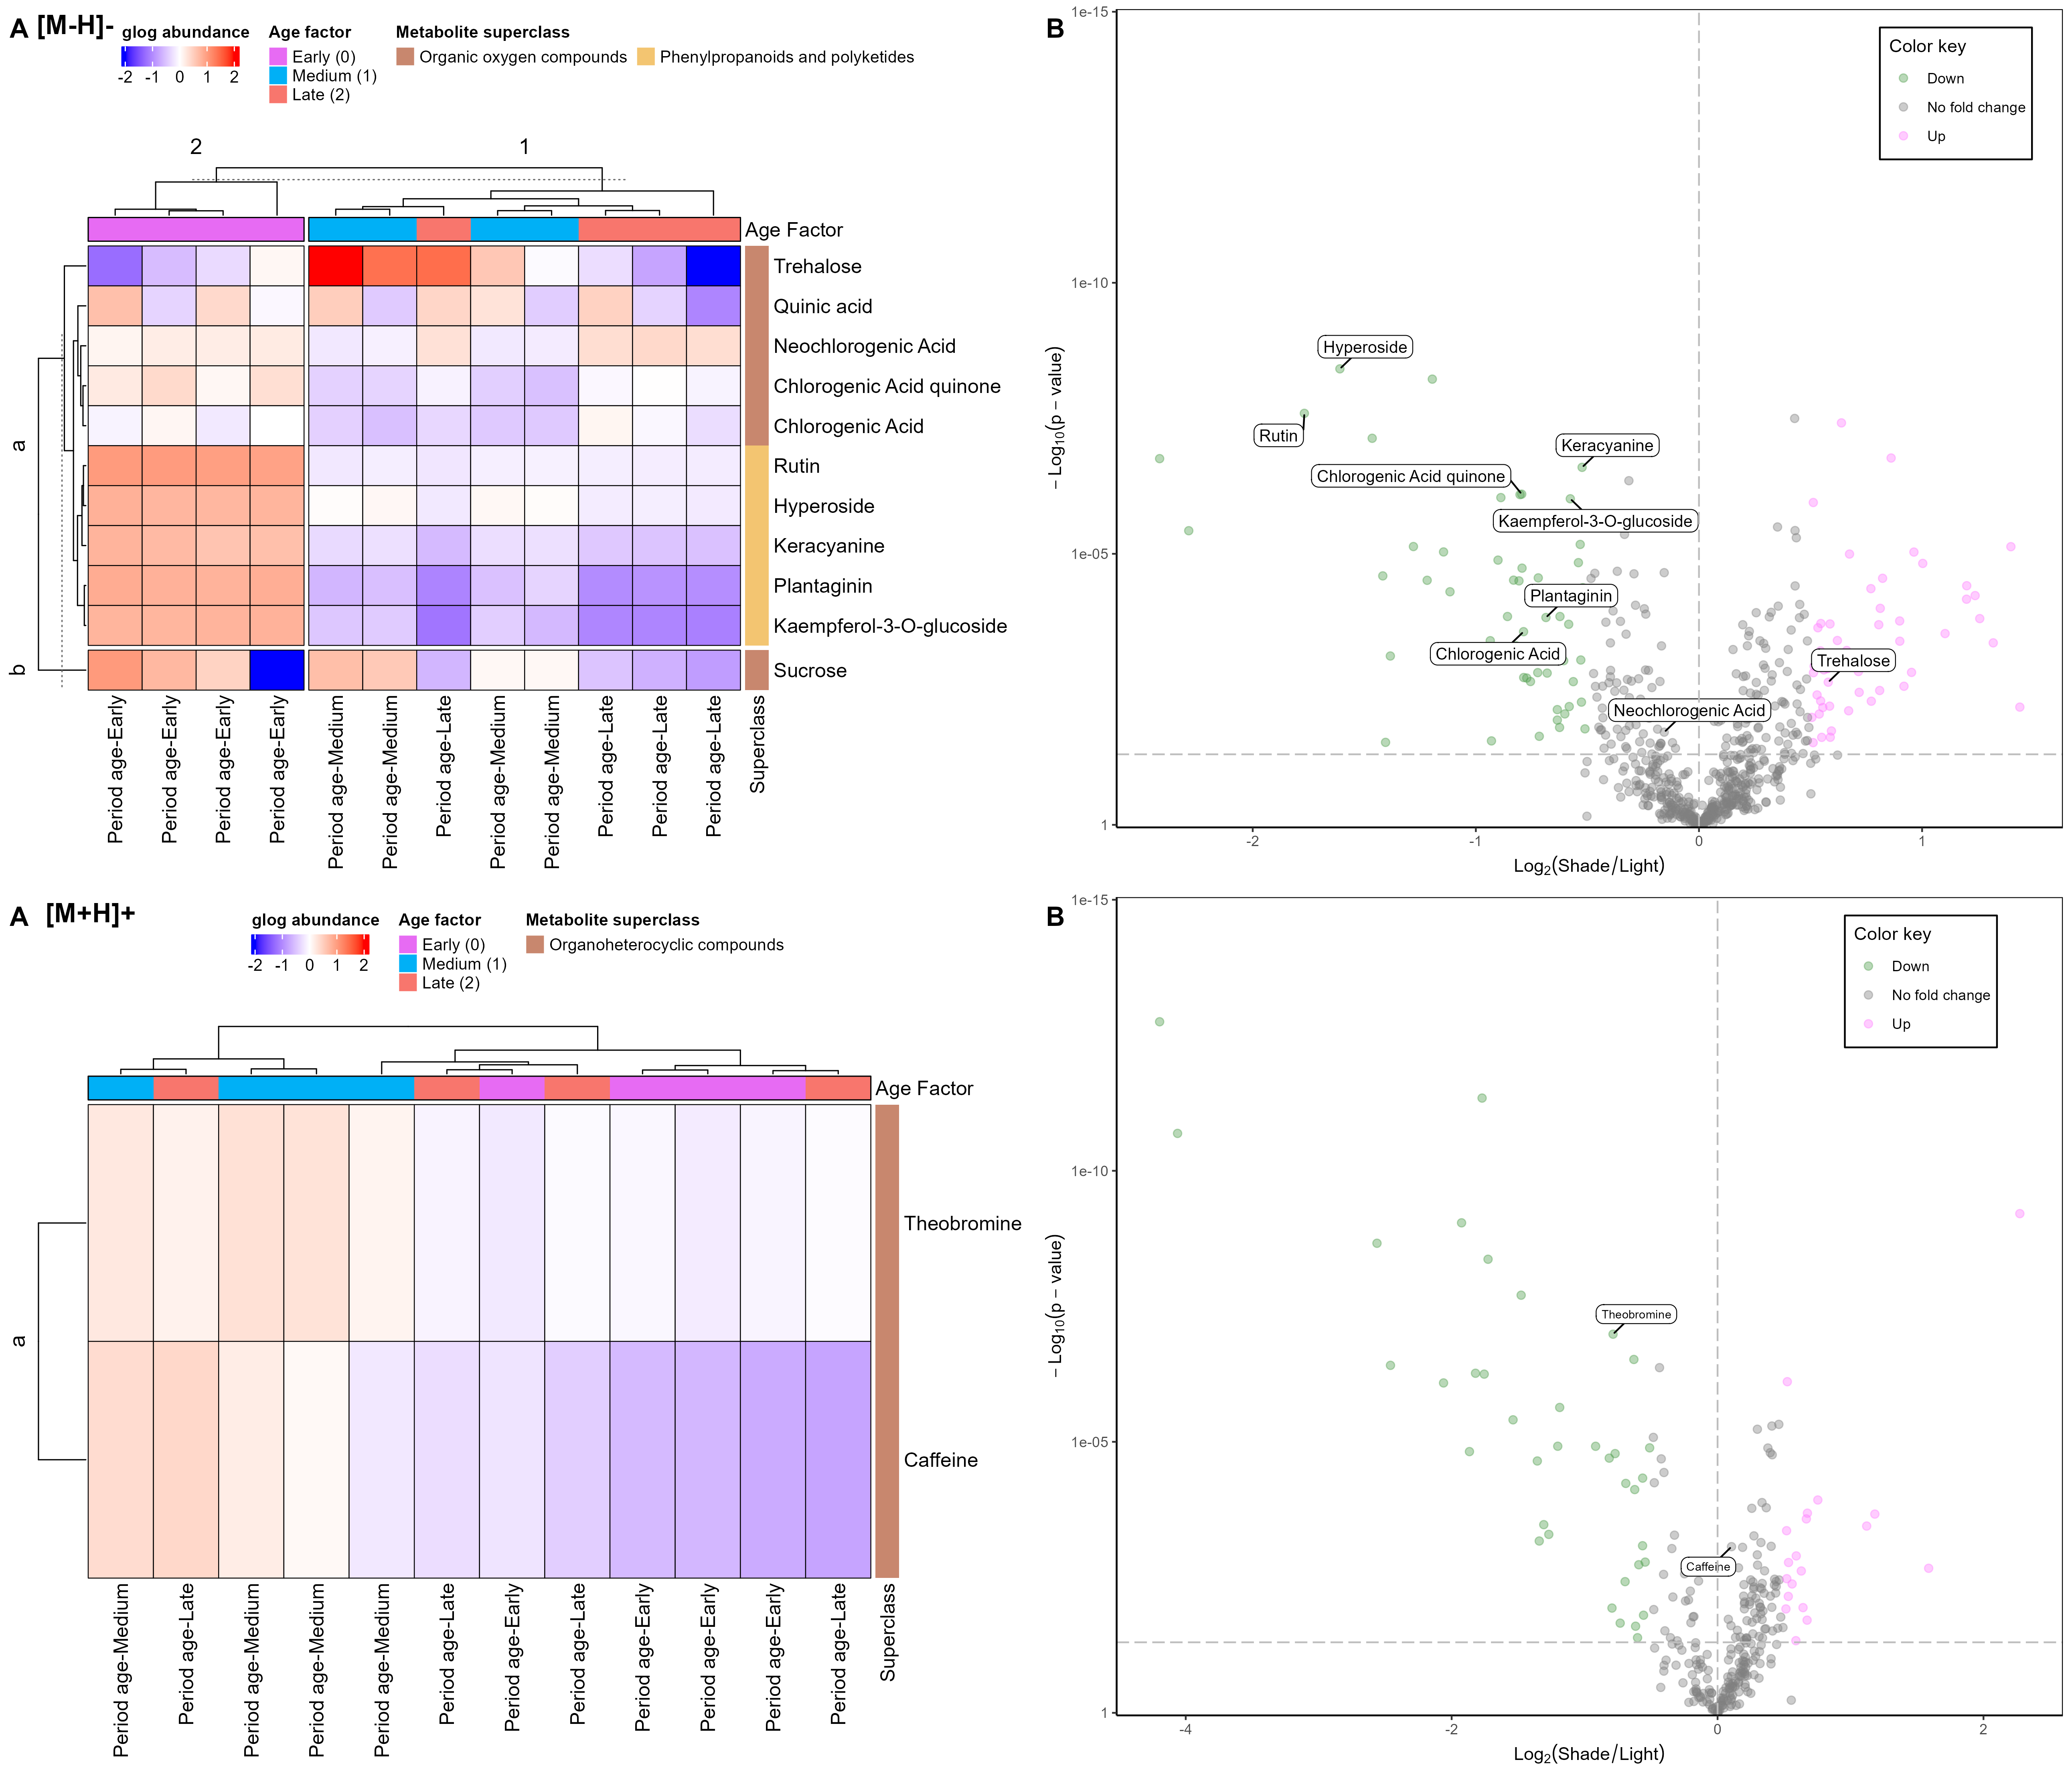 A [M-H]-
glog abundance
-2 -1 0 1 2
Age factor
Early (0)
Medium (1)
Late (2)
Metabolite superclass
Organic oxygen compounds
Phenylpropanoids and polyketides
2 1
Age Factor
Trehalose
Quinic acid
Neochlorogenic Acid
Chlorogenic Acid quinone
Chlorogenic Acid
Rutin
Hyperoside
Keracyanine
Plantaginin
Kaempferol-3-O-glucoside
Sucrose
a
b
Period age-Early
Period age-Early
Period age-Early
Period age-Early
Period age-Medium
Period age-Medium
Period age-Late
Period age-Medium
Period age-Medium
Period age-Late
Period age-Late
Period age-Late
Superclass
B
Color key
Down
No fold change
Up
1e-15
1e-10
1e-05
1
− Log10(p − value)
Hyperoside
Rutin
Keracyanine
Chlorogenic Acid quinone
Kaempferol-3-O-glucoside
Plantaginin
Chlorogenic Acid
Trehalose
Neochlorogenic Acid
-2 -1 0 1
Log2(Shade/Light)
A [M+H]+
glog abundance
-2 -1 0 1 2
Age factor
Early (0)
Medium (1)
Late (2)
Metabolite superclass
Organoheterocyclic compounds
Age Factor
Theobromine
Caffeine
a
Period age-Medium
Period age-Late
Period age-Medium
Period age-Medium
Period age-Medium
Period age-Late
Period age-Early
Period age-Late
Period age-Early
Period age-Early
Period age-Early
Period age-Late
Superclass
B
Color key
Down
No fold change
Up
1e-15
1e-10
1e-05
1
− Log10(p − value)
Theobromine
Caffeine
-4 -2 0 2
Log2(Shade/Light)